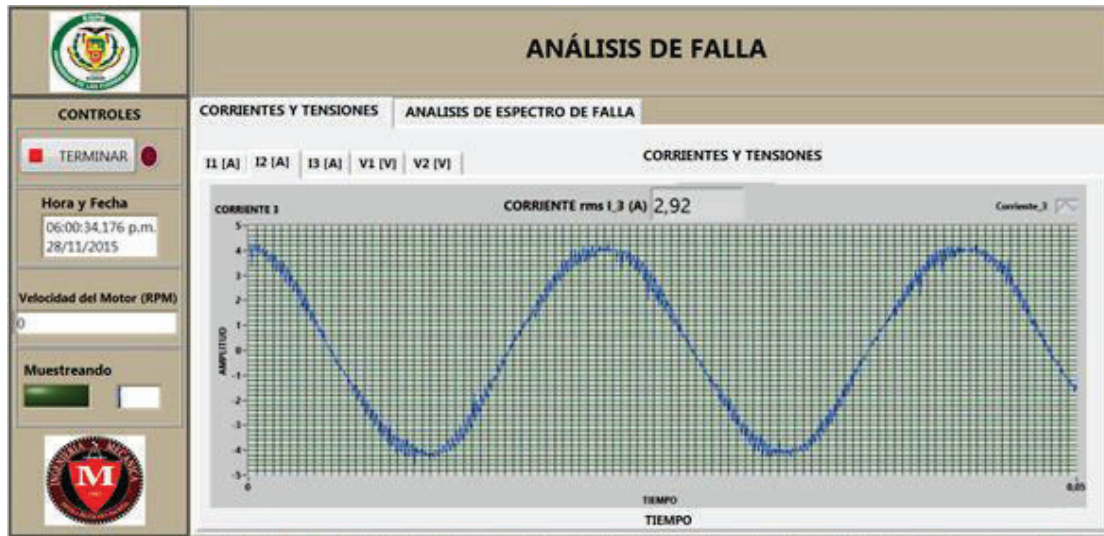 ANÁLISIS DE FALLA
CONTROLES
TERMINAR
Hora y Fecha
06:00:34,176 p.m.
28/11/2015
Velocidad del Motor (RPM)
0
Muestreando
INGENIERIA MECANICA
M
CORRIENTES Y TENSIONES
ANALISIS DE ESPECTRO DE FALLA
I1 [A] I2 [A] I3 [A] V1 [V] V2 [V]
CORRIENTES Y TENSIONES
CORRIENTE 3
CORRIENTE rms I_3 (A) 2,92
Corriente_3
AMPLITUD
5
4
3
2
1
0
-1
-2
-3
-4
-5
0
0,05
TIEMPO
TIEMPO